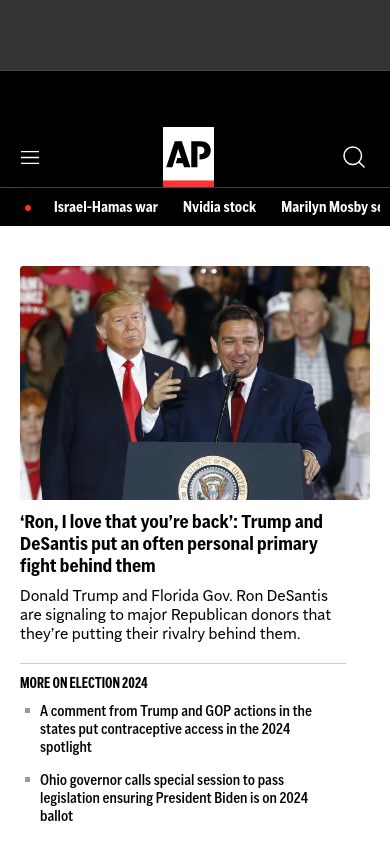 AP
Israel-Hamas war
Nvidia stock
Marilyn Mosby se
‘Ron, I love that you’re back’: Trump and
DeSantis put an often personal primary
fight behind them
Donald Trump and Florida Gov. Ron DeSantis
are signaling to major Republican donors that
they’re putting their rivalry behind them.
MORE ON ELECTION 2024
A comment from Trump and GOP actions in the
states put contraceptive access in the 2024
spotlight
Ohio governor calls special session to pass
legislation ensuring President Biden is on 2024
ballot